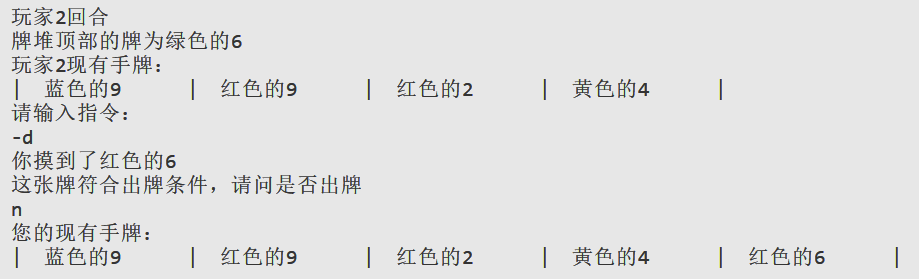 玩家2回合
牌堆顶部的牌为绿色的6
玩家2现有手牌：
| 蓝色的9 | 红色的9 | 红色的2 | 黄色的4 |
请输入指令：
-d
你摸到了红色的6
这张牌符合出牌条件，请问是否出牌
n
您的现有手牌：
| 蓝色的9 | 红色的9 | 红色的2 | 黄色的4 | 红色的6 |